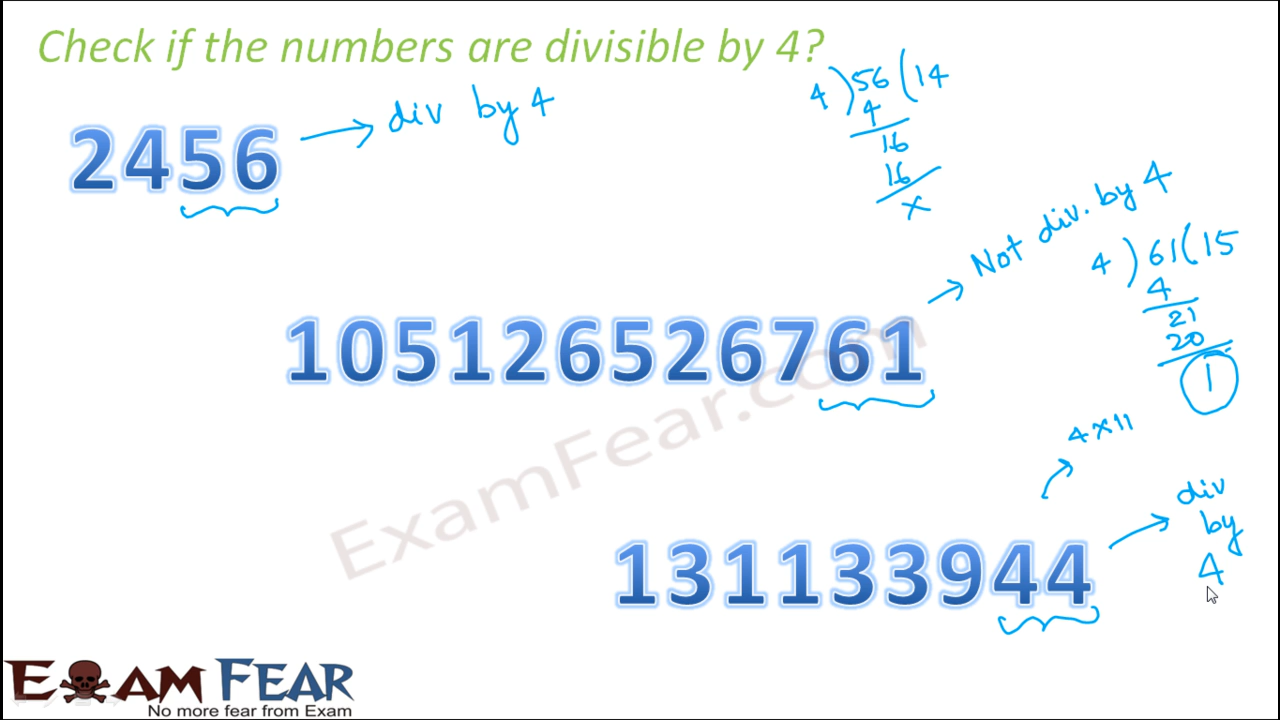 Check if the numbers are divisible by 4?
2456 → div by 4
4)56(14
4
16
16
x
105126526761 → Not div. by 4
4)61(15
4
21
20
1
4×11
131133944 → div
by
4
ExamFear.com
EXAM FEAR
No more fear from Exam